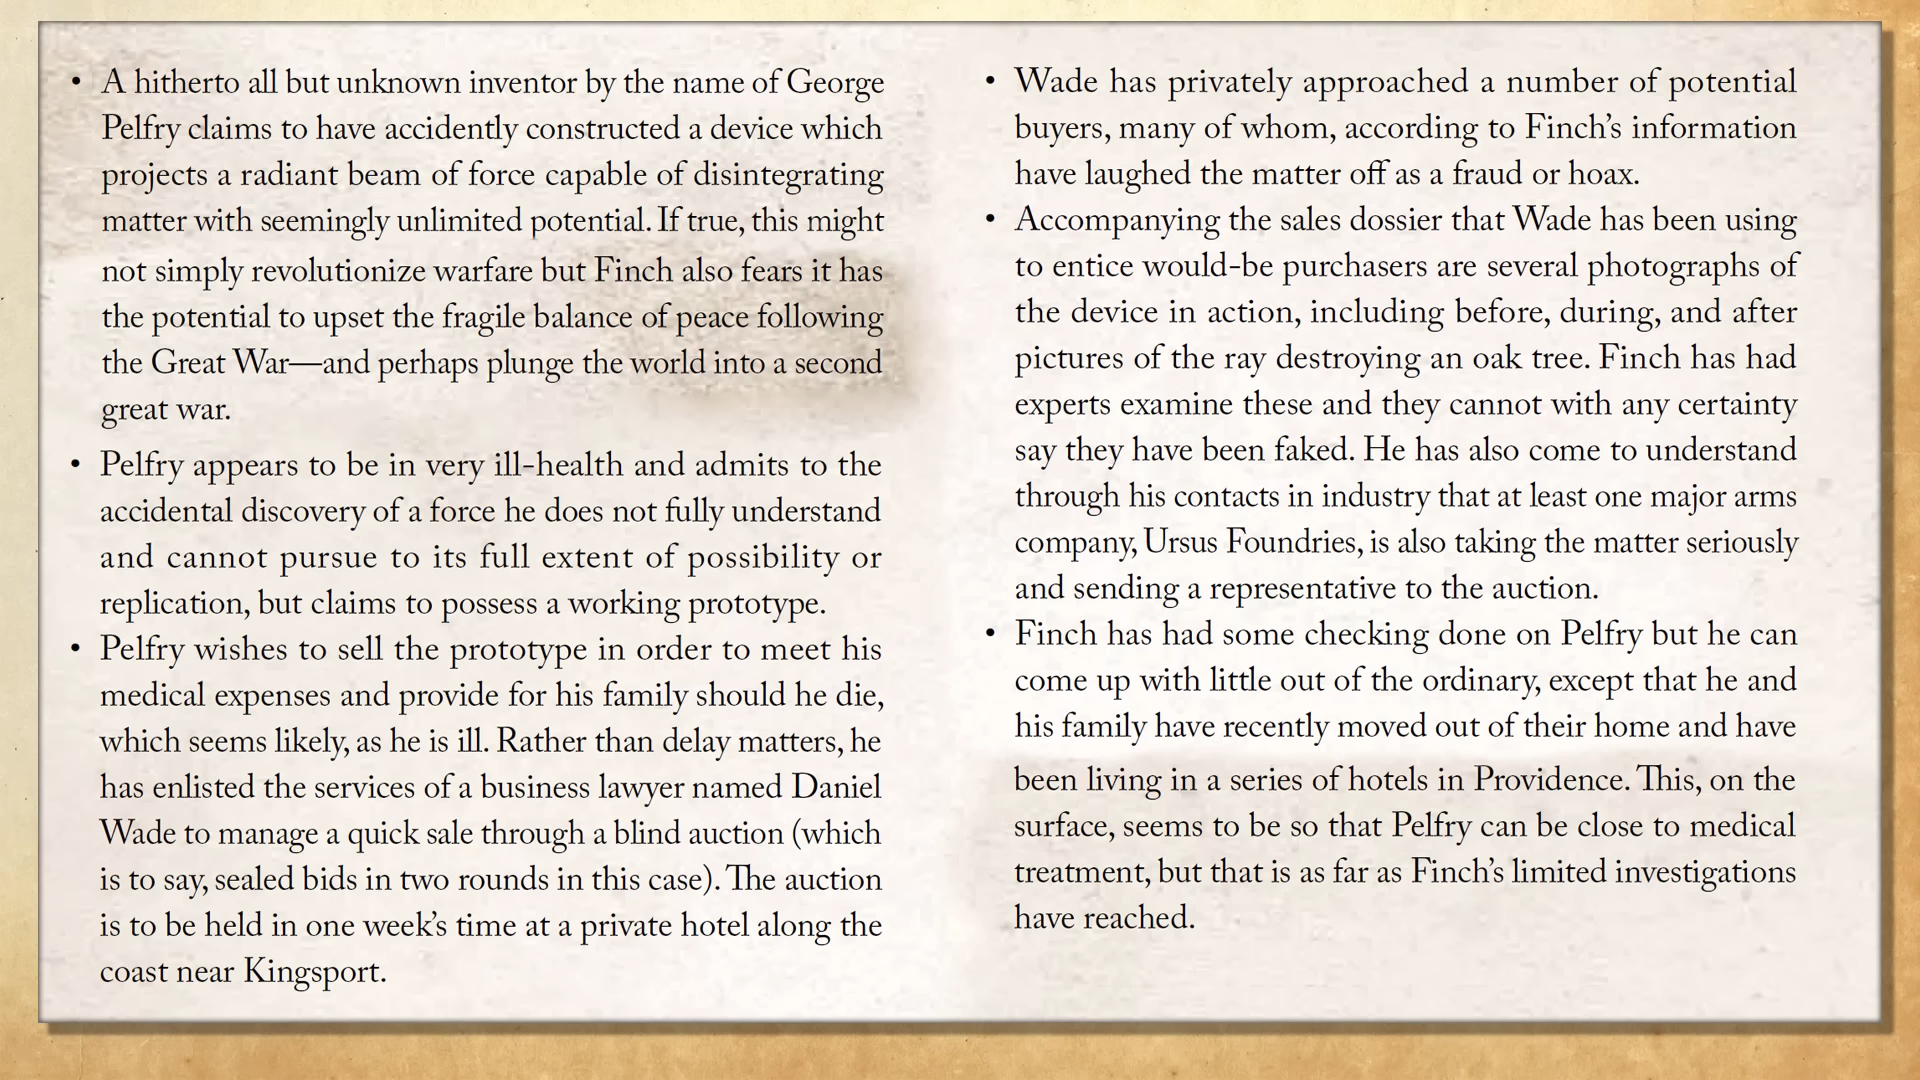 • A hitherto all but unknown inventor by the name of George
Pelfry claims to have accidently constructed a device which
projects a radiant beam of force capable of disintegrating
matter with seemingly unlimited potential. If true, this might
not simply revolutionize warfare but Finch also fears it has
the potential to upset the fragile balance of peace following
the Great War—and perhaps plunge the world into a second
great war.
• Pelfry appears to be in very ill-health and admits to the
accidental discovery of a force he does not fully understand
and cannot pursue to its full extent of possibility or
replication, but claims to possess a working prototype.
• Pelfry wishes to sell the prototype in order to meet his
medical expenses and provide for his family should he die,
which seems likely, as he is ill. Rather than delay matters, he
has enlisted the services of a business lawyer named Daniel
Wade to manage a quick sale through a blind auction (which
is to say, sealed bids in two rounds in this case). The auction
is to be held in one week’s time at a private hotel along the
coast near Kingsport.
• Wade has privately approached a number of potential
buyers, many of whom, according to Finch’s information
have laughed the matter off as a fraud or hoax.
• Accompanying the sales dossier that Wade has been using
to entice would-be purchasers are several photographs of
the device in action, including before, during, and after
pictures of the ray destroying an oak tree. Finch has had
experts examine these and they cannot with any certainty
say they have been faked. He has also come to understand
through his contacts in industry that at least one major arms
company, Ursus Foundries, is also taking the matter seriously
and sending a representative to the auction.
• Finch has had some checking done on Pelfry but he can
come up with little out of the ordinary, except that he and
his family have recently moved out of their home and have
been living in a series of hotels in Providence. This, on the
surface, seems to be so that Pelfry can be close to medical
treatment, but that is as far as Finch’s limited investigations
have reached.